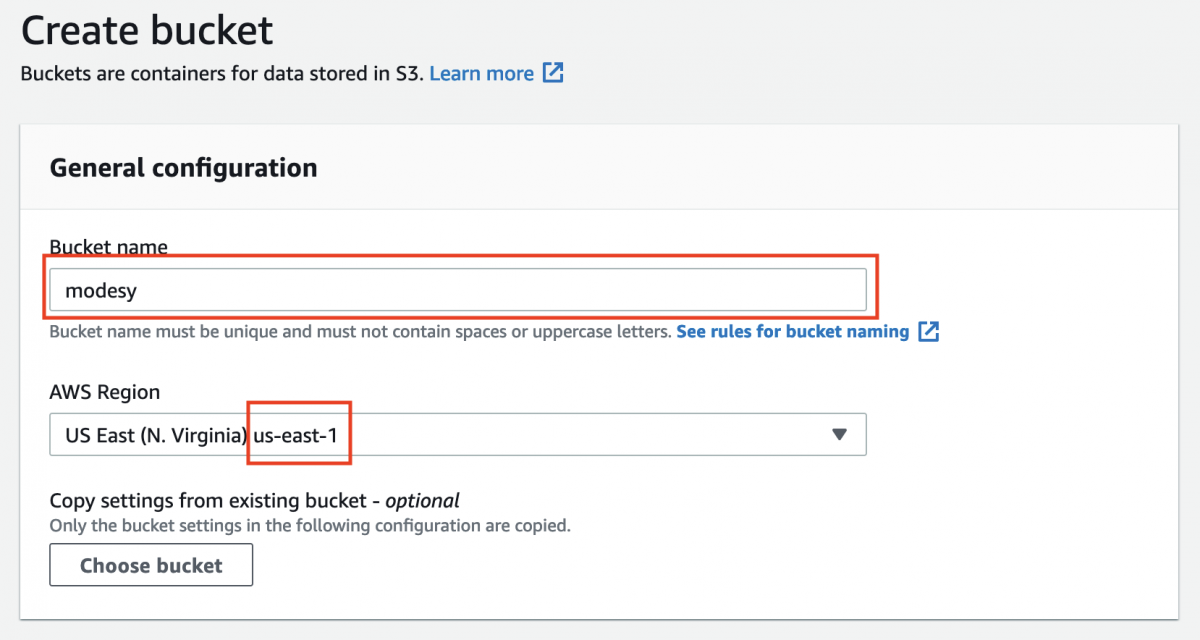 Create bucket
Buckets are containers for data stored in S3. Learn more
General configuration
Bucket name
modesy
Bucket name must be unique and must not contain spaces or uppercase letters. See rules for bucket naming
AWS Region
US East (N. Virginia) us-east-1
Copy settings from existing bucket - optional
Only the bucket settings in the following configuration are copied.
Choose bucket